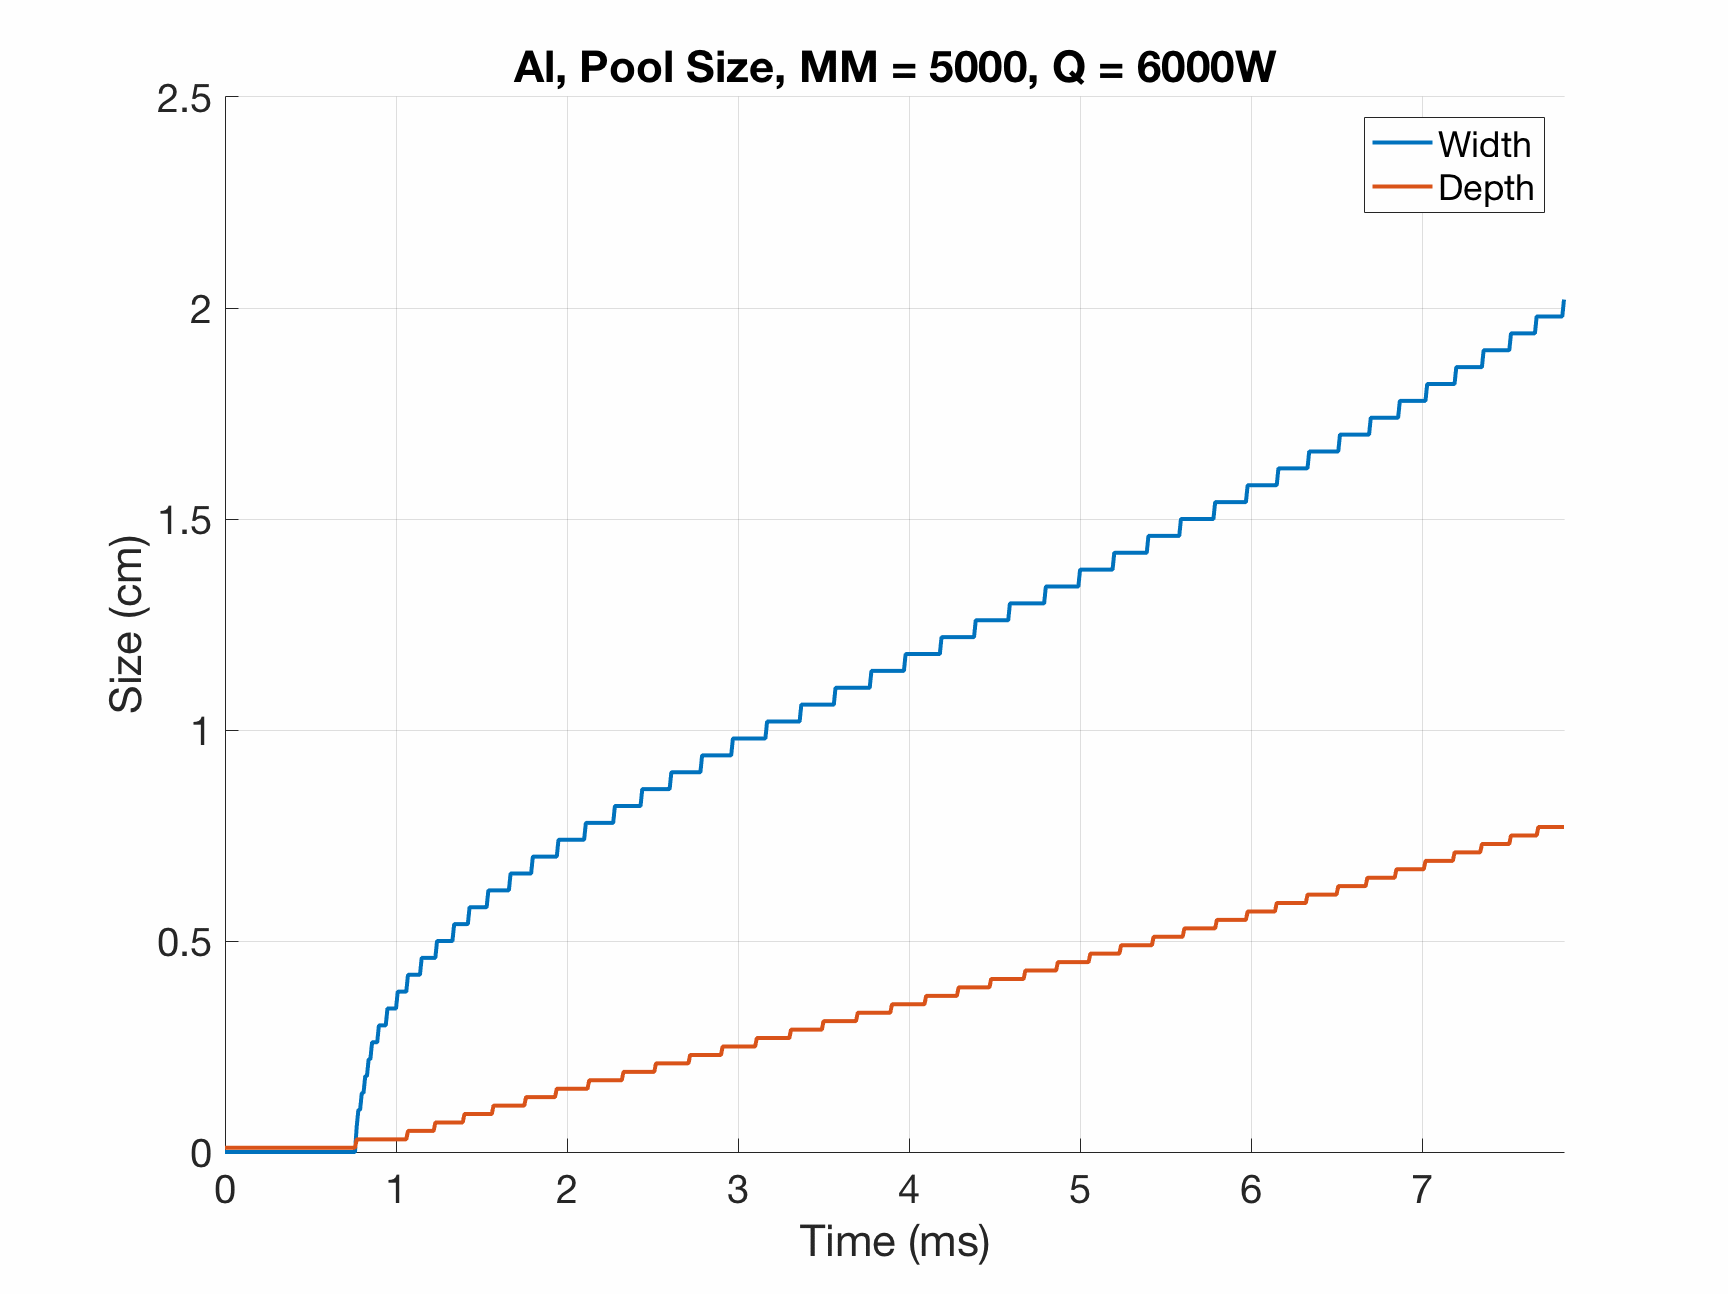 Al, Pool Size, MM = 5000, Q = 6000W
2.5
2
1.5
1
0.5
0
Size (cm)
Width
Depth
0 1 2 3 4 5 6 7
Time (ms)